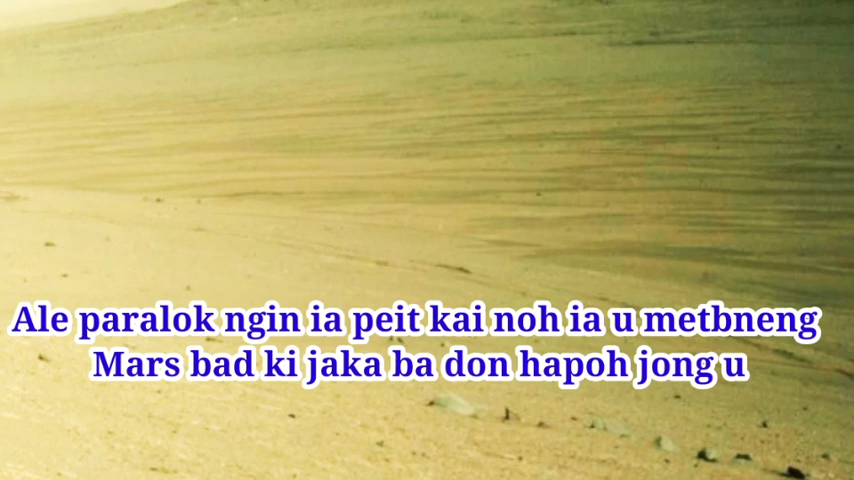 Ale paralok ngin ia peit kai noh ia u metbneng
Mars bad ki jaka ba don hapoh jong u